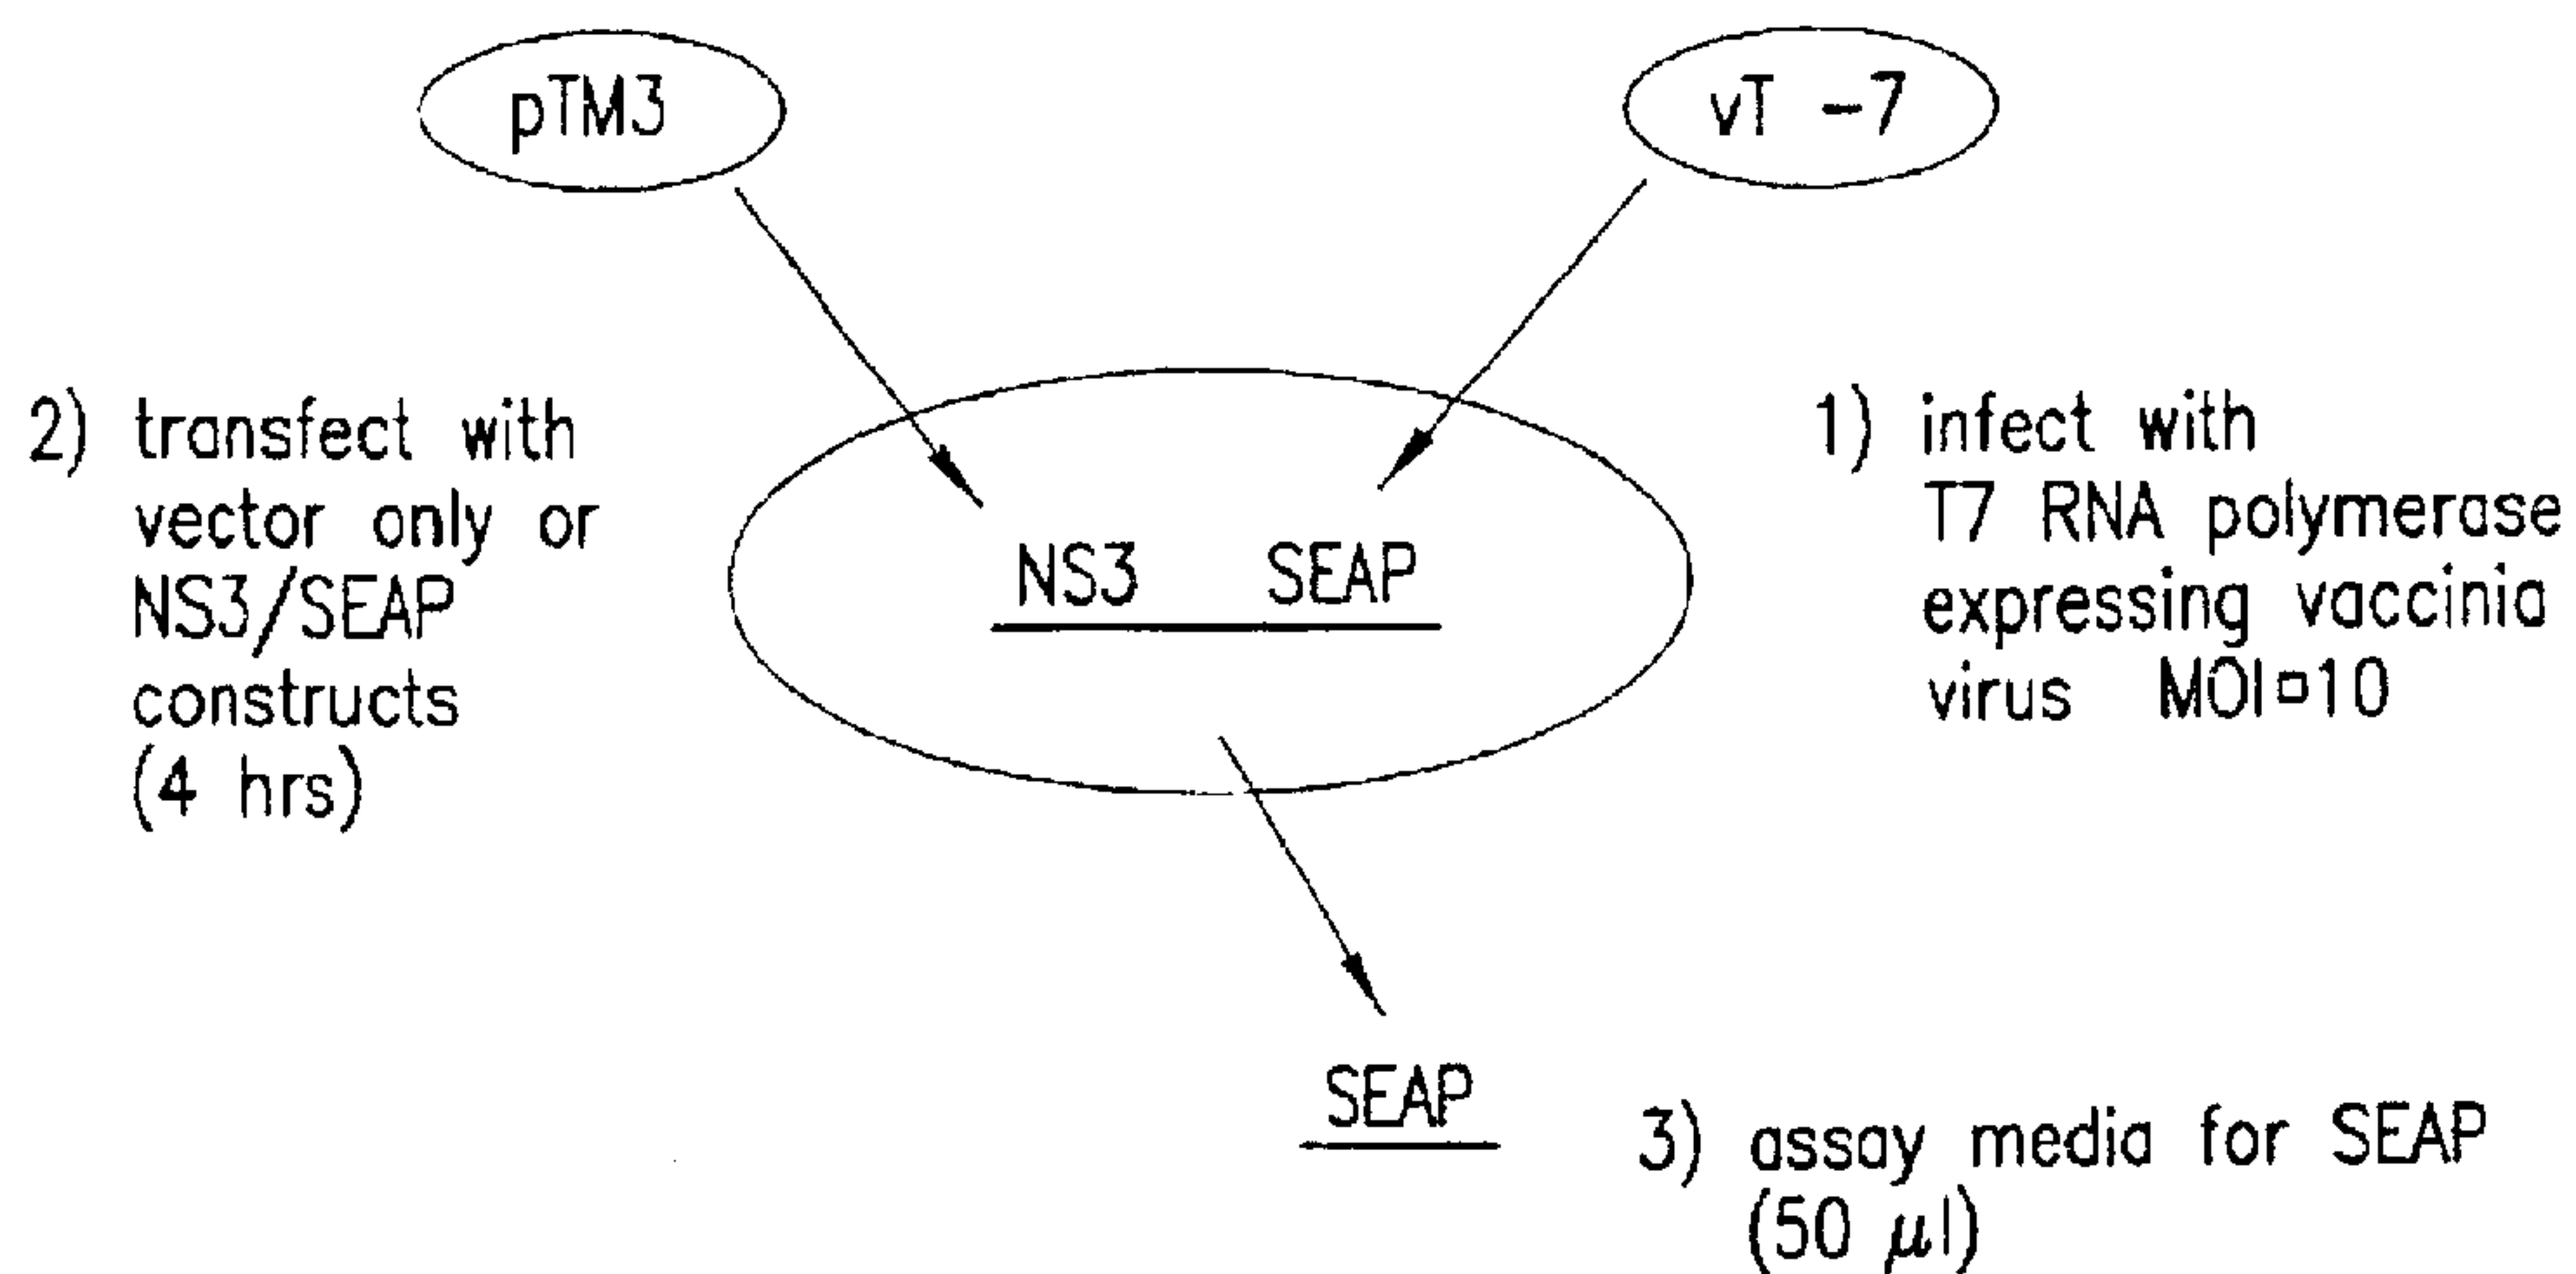 pTM3
vT -7
2) transfect with
vector only or
NS3/SEAP
constructs
(4 hrs)
NS3 SEAP
1) infect with
T7 RNA polymerase
expressing vaccinia
virus MOI¤10
SEAP
3) assay media for SEAP
(50 µl)